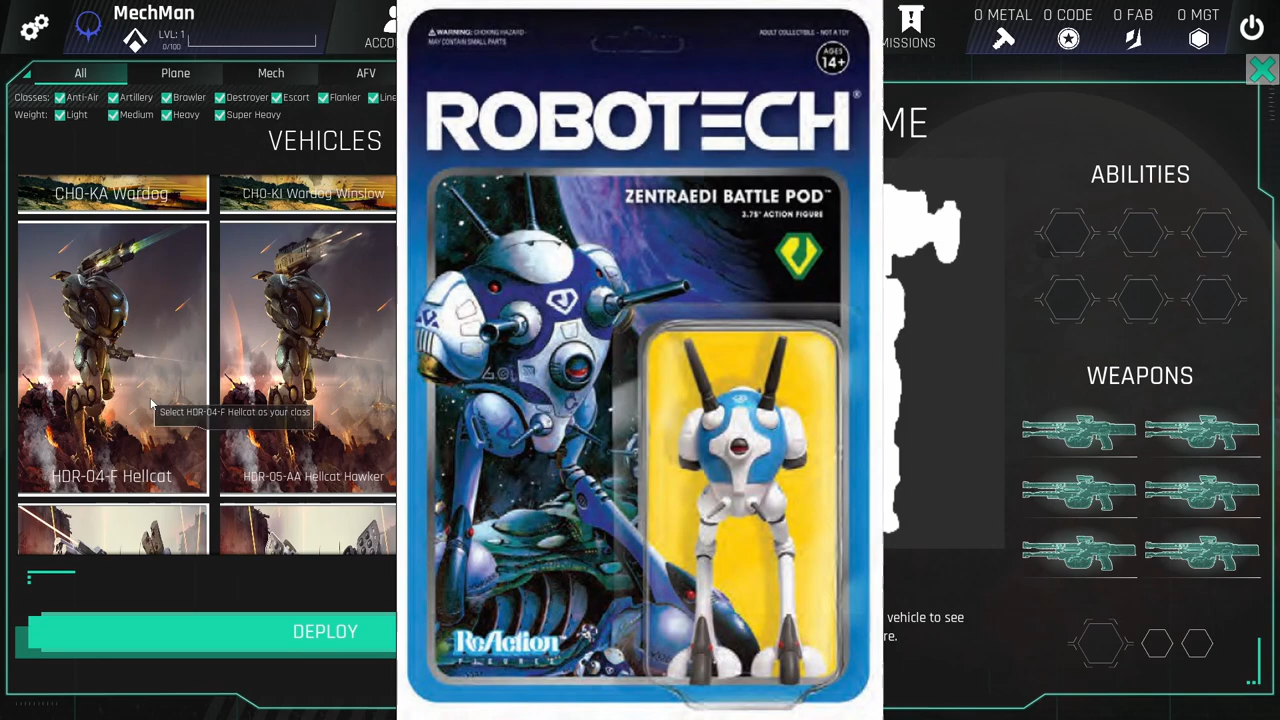 MechMan
LVL: 1
0/100
ACCO
MISSIONS
0 METAL
0 CODE
0 FAB
0 MGT
All
Plane
Mech
AFV
Classes:
Anti-Air
Artillery
Brawler
Destroyer
Escort
Flanker
Line
Weight:
Light
Medium
Heavy
Super Heavy
VEHICLES
CHO-KA Wardog
CHO-KI Wardog Winslow
Select HDR-04-F Hellcat as your class
HDR-04-F Hellcat
HDR-05-AA Hellcat Hawker
DEPLOY
WARNING: CHOKING HAZARD-
MAY CONTAIN SMALL PARTS
ADULT COLLECTIBLE - NOT A TOY
AGES
14+
ROBOTECH®
ZENTRAEDI BATTLE POD™
3.75" ACTION FIGURE
ReAction
FIGURES
ME
ABILITIES
WEAPONS
vehicle to see
re.